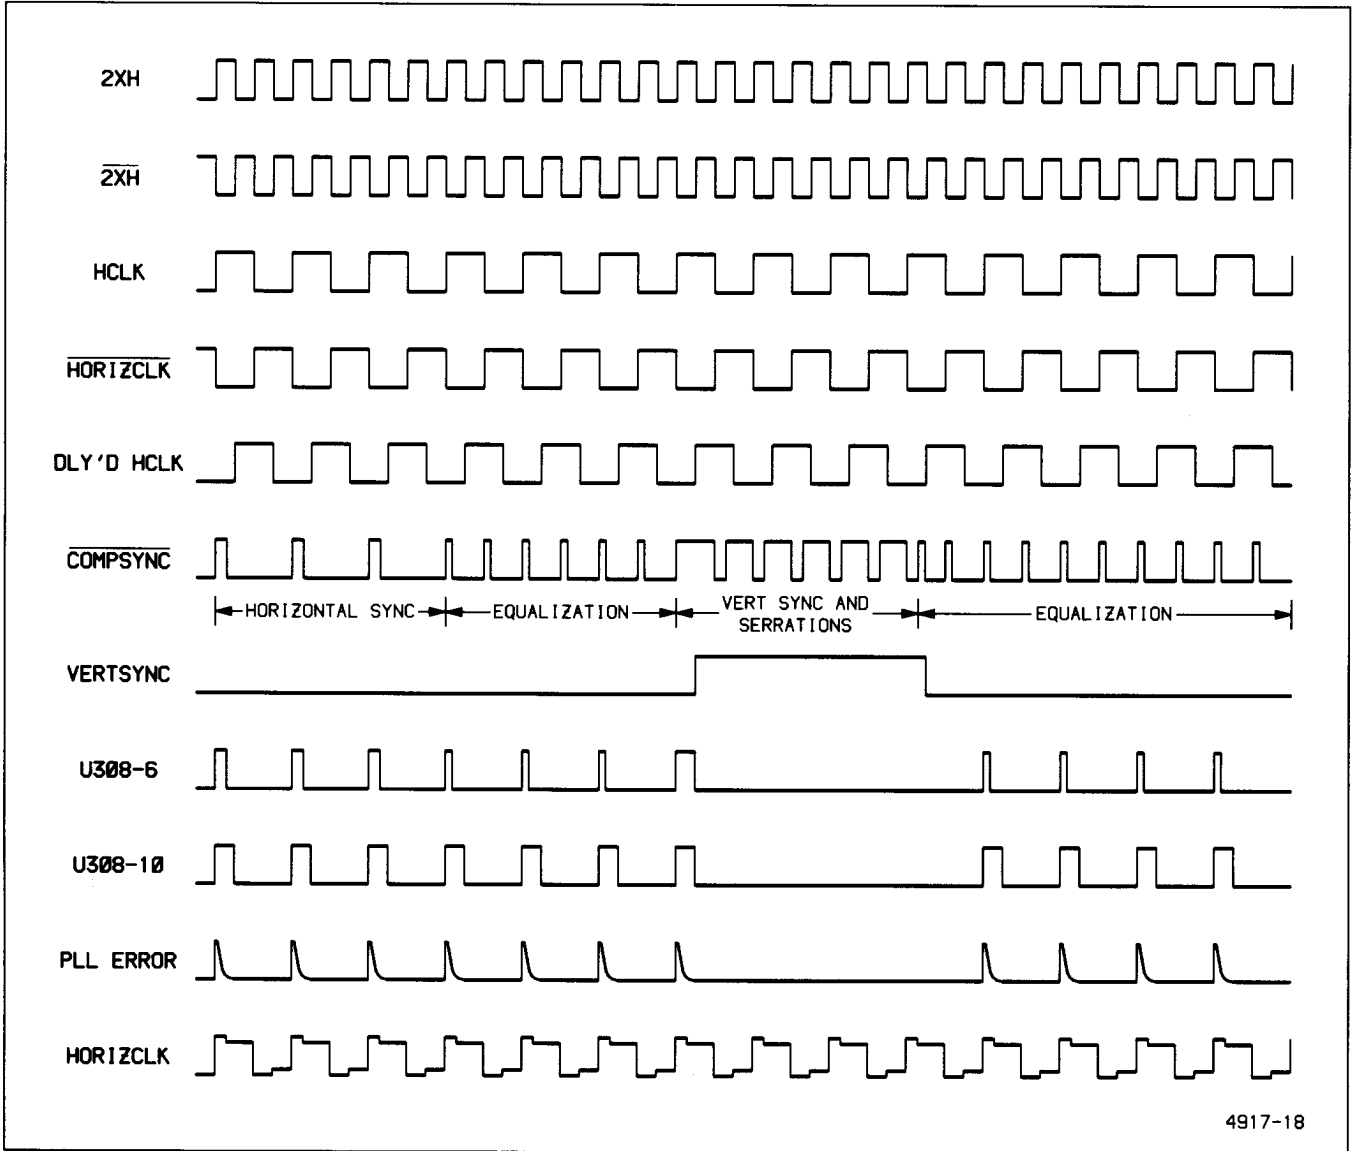 2XH
2XH
HCLK
HORIZCLK
DLY'D HCLK
COMPSYNC
HORIZONTAL SYNC
EQUALIZATION
VERT SYNC AND
SERRATIONS
EQUALIZATION
VERTSYNC
U308-6
U308-10
PLL ERROR
HORIZCLK
4917-18